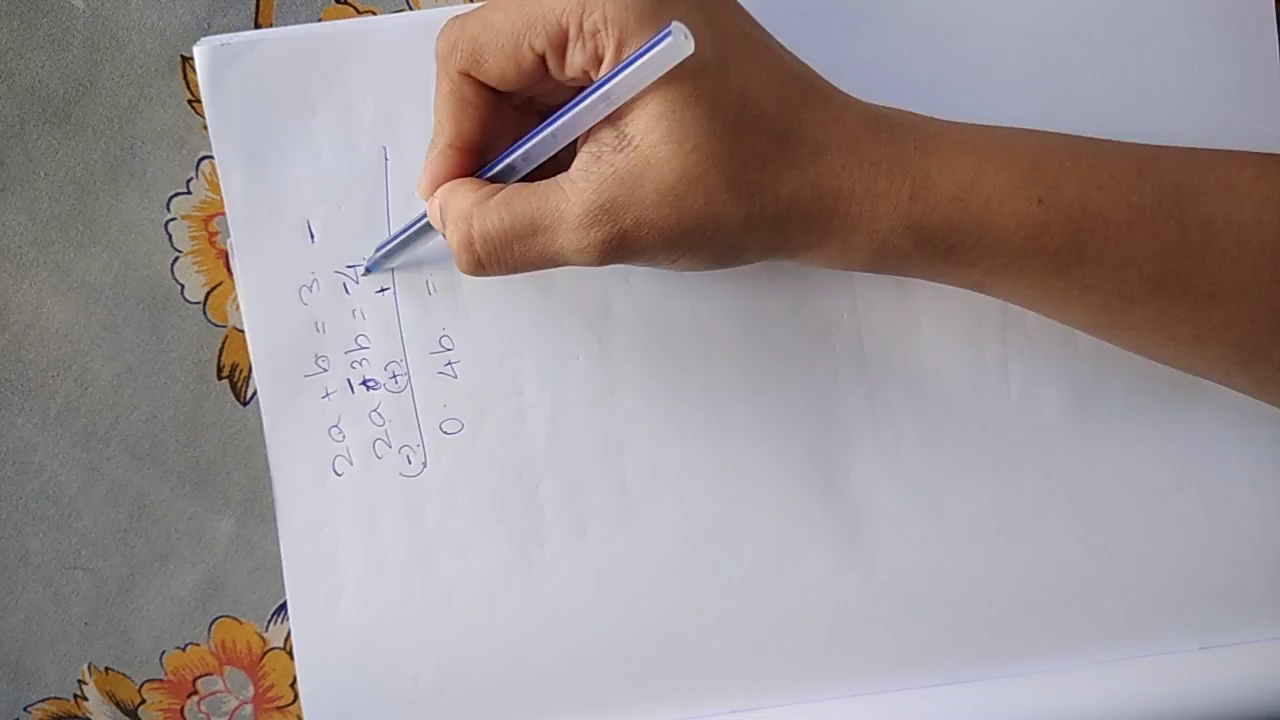 2a + b = 3. -
2a - 3b = -4
(-) (+) +
0. 4b. =